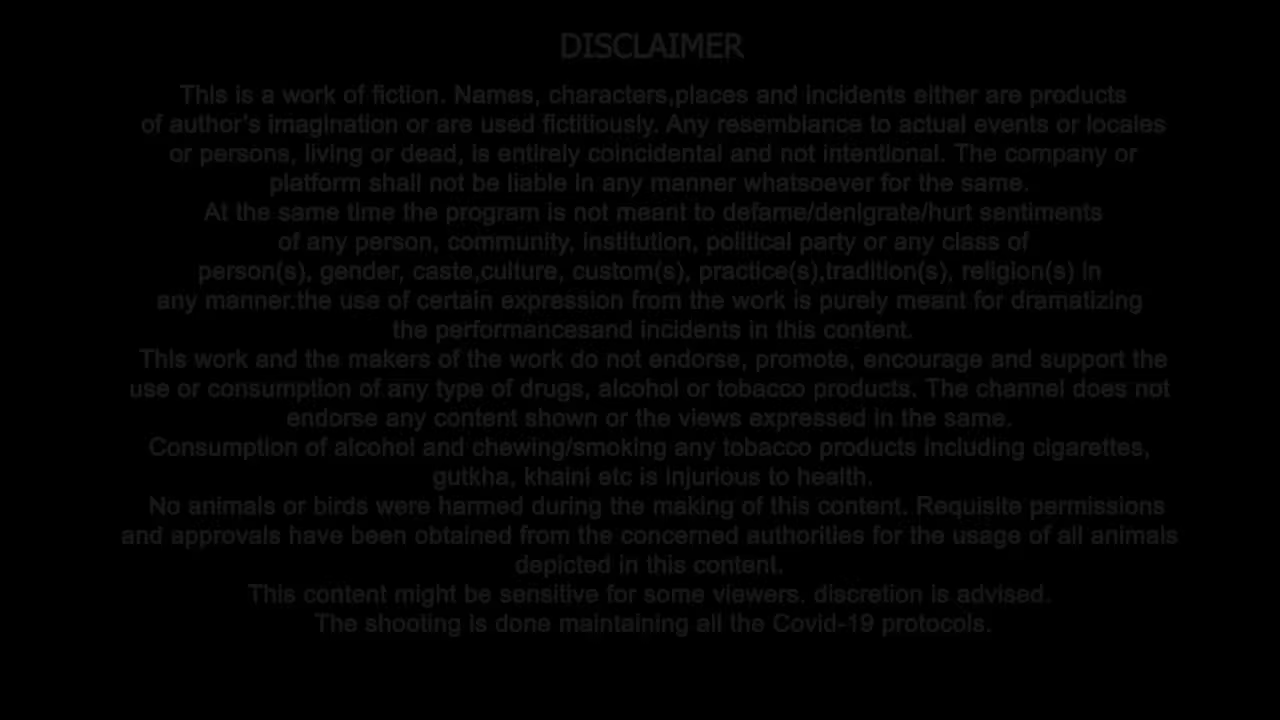 DISCLAIMER
This is a work of fiction. Names, characters,places and incidents either are products
of author's imagination or are used fictitiously. Any resemblance to actual events or locales
or persons, living or dead, is entirely coincidental and not intentional. The company or
platform shall not be liable in any manner whatsoever for the same.
At the same time the program is not meant to defame/denigrate/hurt sentiments
of any person, community, institution, political party or any class of
person(s), gender, caste,culture, custom(s), practice(s),tradition(s), religion(s) in
any manner.the use of certain expression from the work is purely meant for dramatizing
the performancesand incidents in this content.
This work and the makers of the work do not endorse, promote, encourage and support the
use or consumption of any type of drugs, alcohol or tobacco products. The channel does not
endorse any content shown or the views expressed in the same.
Consumption of alcohol and chewing/smoking any tobacco products including cigarettes,
gutkha, khaini etc is injurious to health.
No animals or birds were harmed during the making of this content. Requisite permissions
and approvals have been obtained from the concerned authorities for the usage of all animals
depicted in this content.
This content might be sensitive for some viewers. discretion is advised.
The shooting is done maintaining all the Covid-19 protocols.